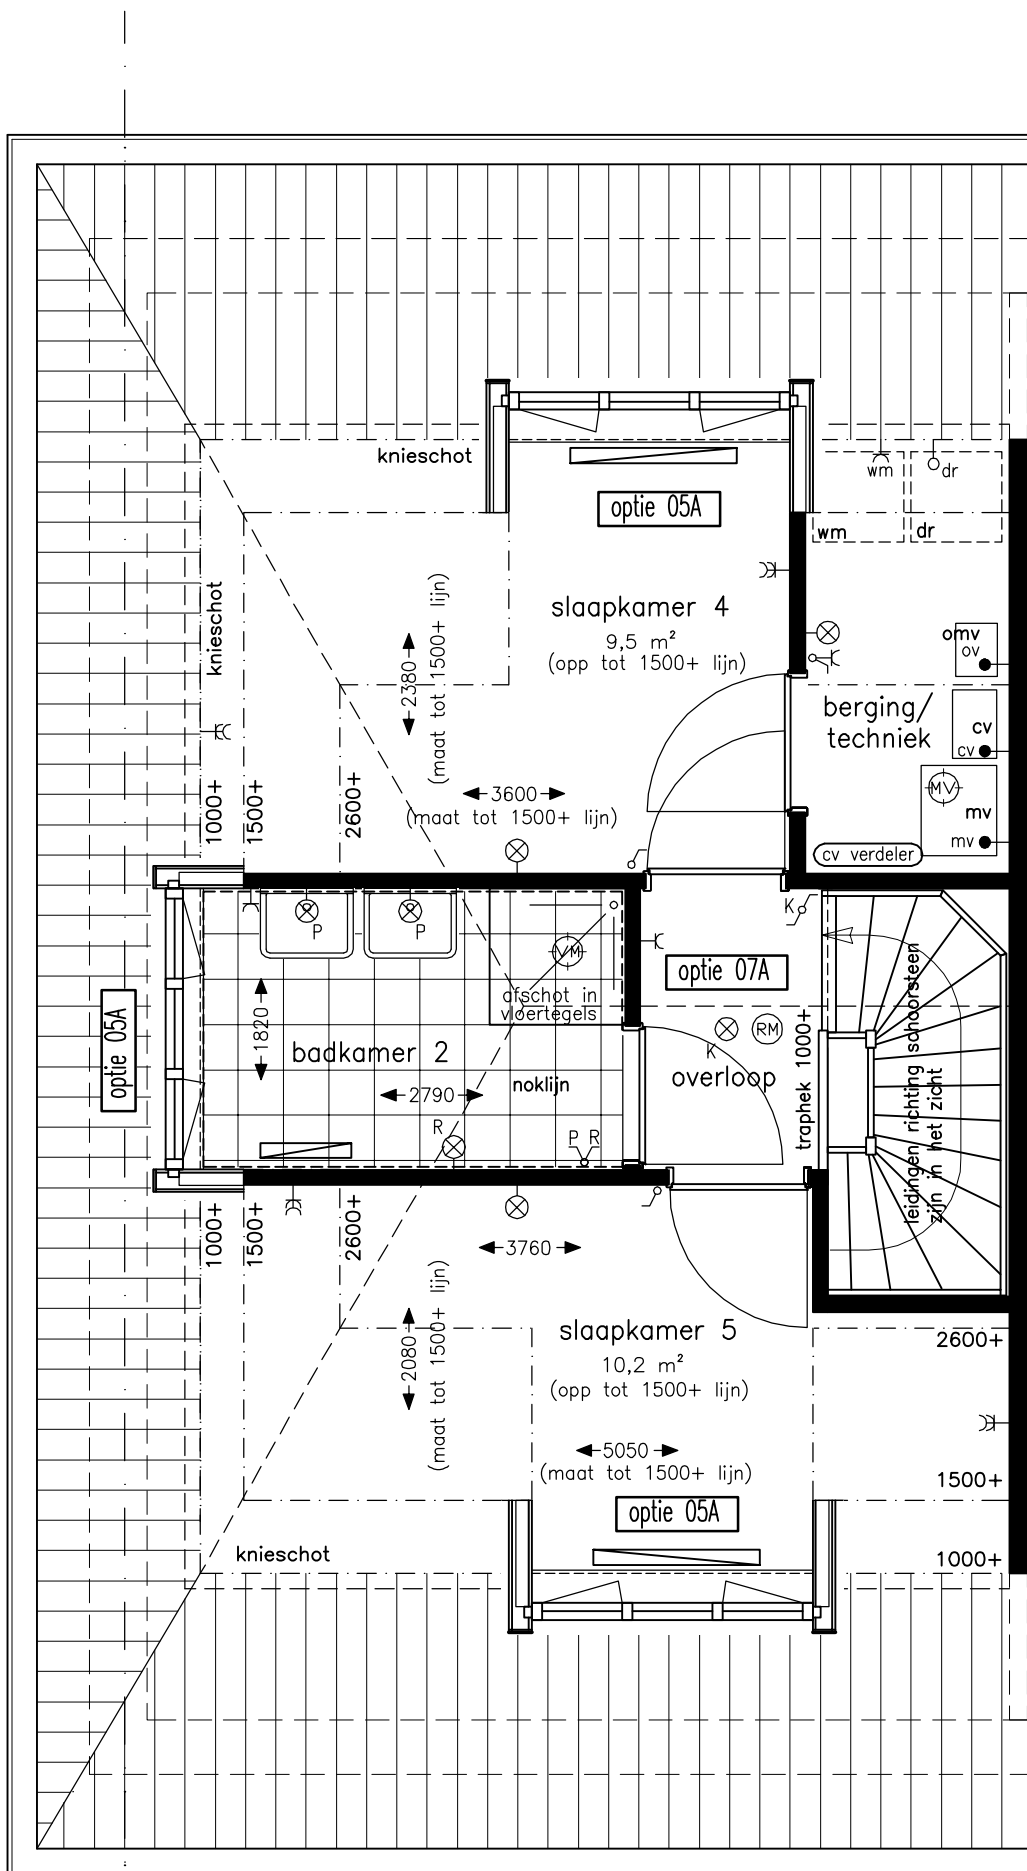 knieschot
optie 05A
wm
dr
wm
dr
knieschot
2380
(maat tot 1500+ lijn)
slaapkamer 4
9,5 m²
(opp tot 1500+ lijn)
omv
ov
berging/
techniek
cv
cv
MV
mv
mv
cv verdeler
3600
(maat tot 1500+ lijn)
1000+
1500+
2600+
P
P
VM
afschot in
vloertegels
K
optie 07A
optie 05A
1820
badkamer 2
2790
noklijn
R
P R
K
RM
overloop
traphek 1000+
leidingen richting schoorsteen
zijn in het zicht
1000+
1500+
2600+
3760
2080
(maat tot 1500+ lijn)
slaapkamer 5
10,2 m²
(opp tot 1500+ lijn)
5050
(maat tot 1500+ lijn)
optie 05A
2600+
1500+
1000+
knieschot